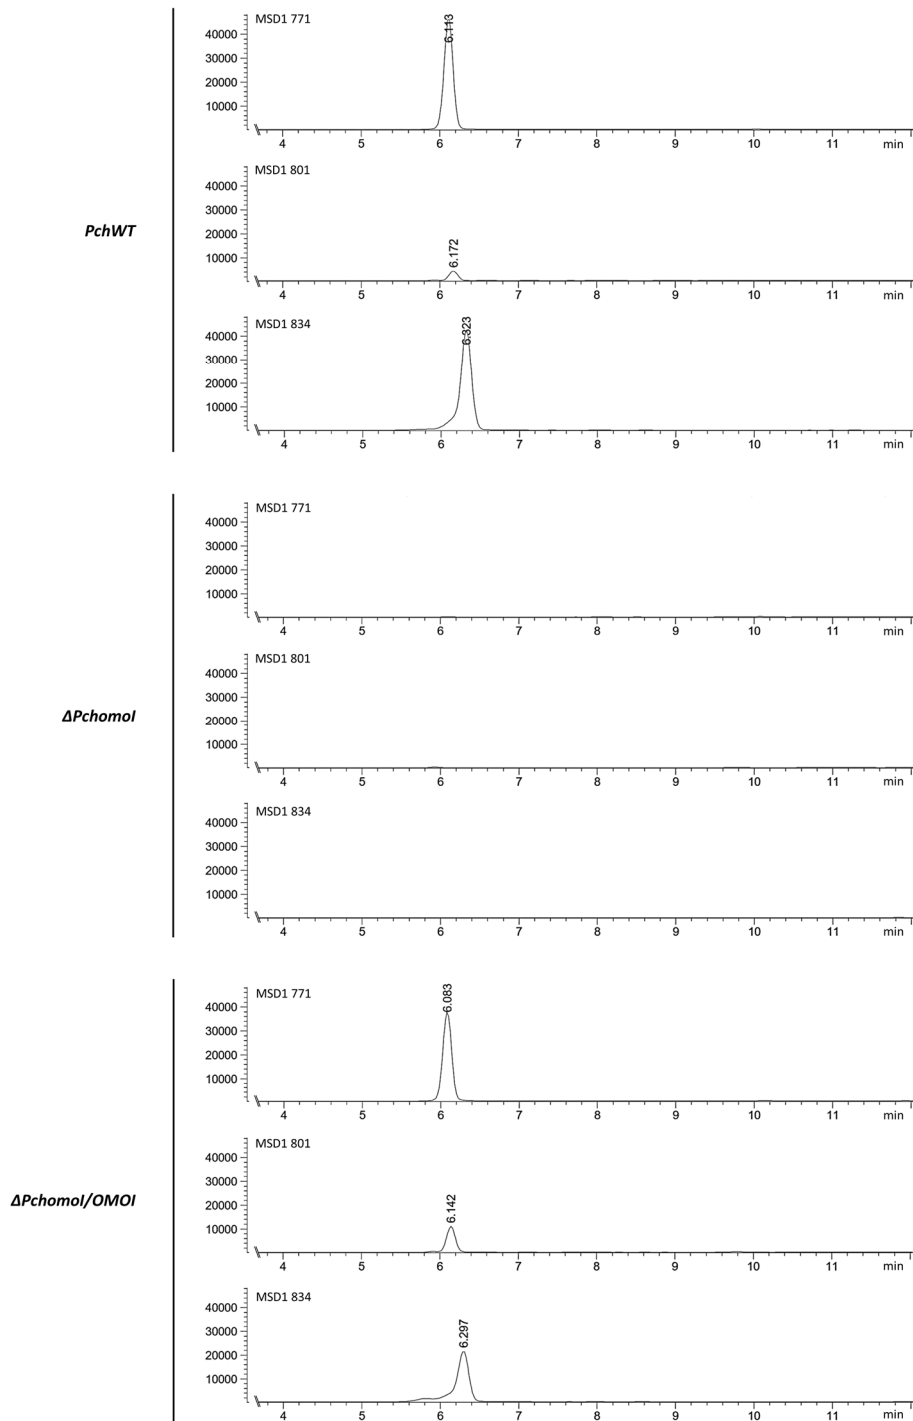 MSD1 771
6.113
40000
30000
20000
10000
4 5 6 7 8 9 10 11 min
PchWT
MSD1 801
6.172
40000
30000
20000
10000
4 5 6 7 8 9 10 11 min
MSD1 834
6.323
40000
30000
20000
10000
4 5 6 7 8 9 10 11 min
MSD1 771
40000
30000
20000
10000
4 5 6 7 8 9 10 11 min
ΔPchomoI
MSD1 801
40000
30000
20000
10000
4 5 6 7 8 9 10 11 min
MSD1 834
40000
30000
20000
10000
4 5 6 7 8 9 10 11 min
MSD1 771
6.083
40000
30000
20000
10000
4 5 6 7 8 9 10 11 min
ΔPchomoI/OMOI
MSD1 801
6.142
40000
30000
20000
10000
4 5 6 7 8 9 10 11 min
MSD1 834
6.297
40000
30000
20000
10000
4 5 6 7 8 9 10 11 min